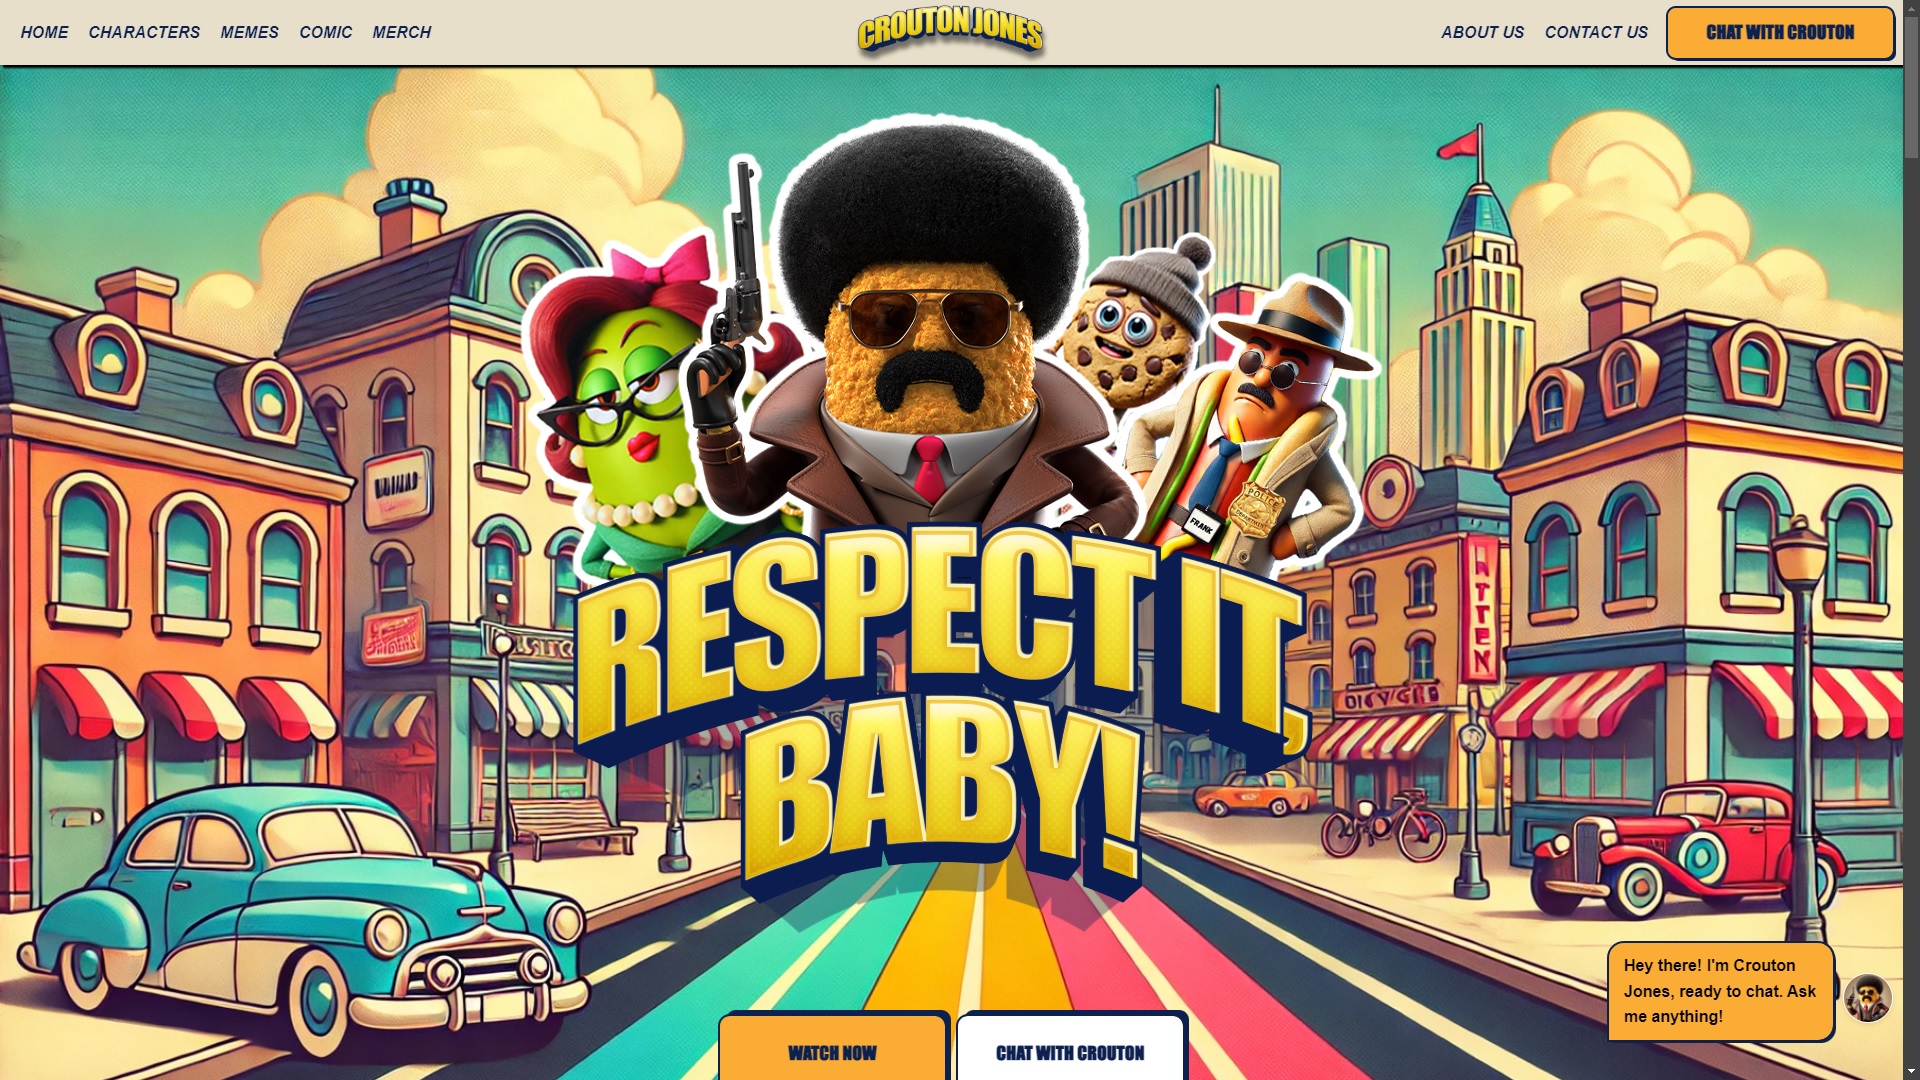 HOME CHARACTERS MEMES COMIC MERCH
CROUTON JONES
ABOUT US CONTACT US CHAT WITH CROUTON
POLICE
DEPARTMENT
FRANK
RESPECT IT,
BABY!
Hey there! I'm Crouton
Jones, ready to chat. Ask
me anything!
WATCH NOW CHAT WITH CROUTON